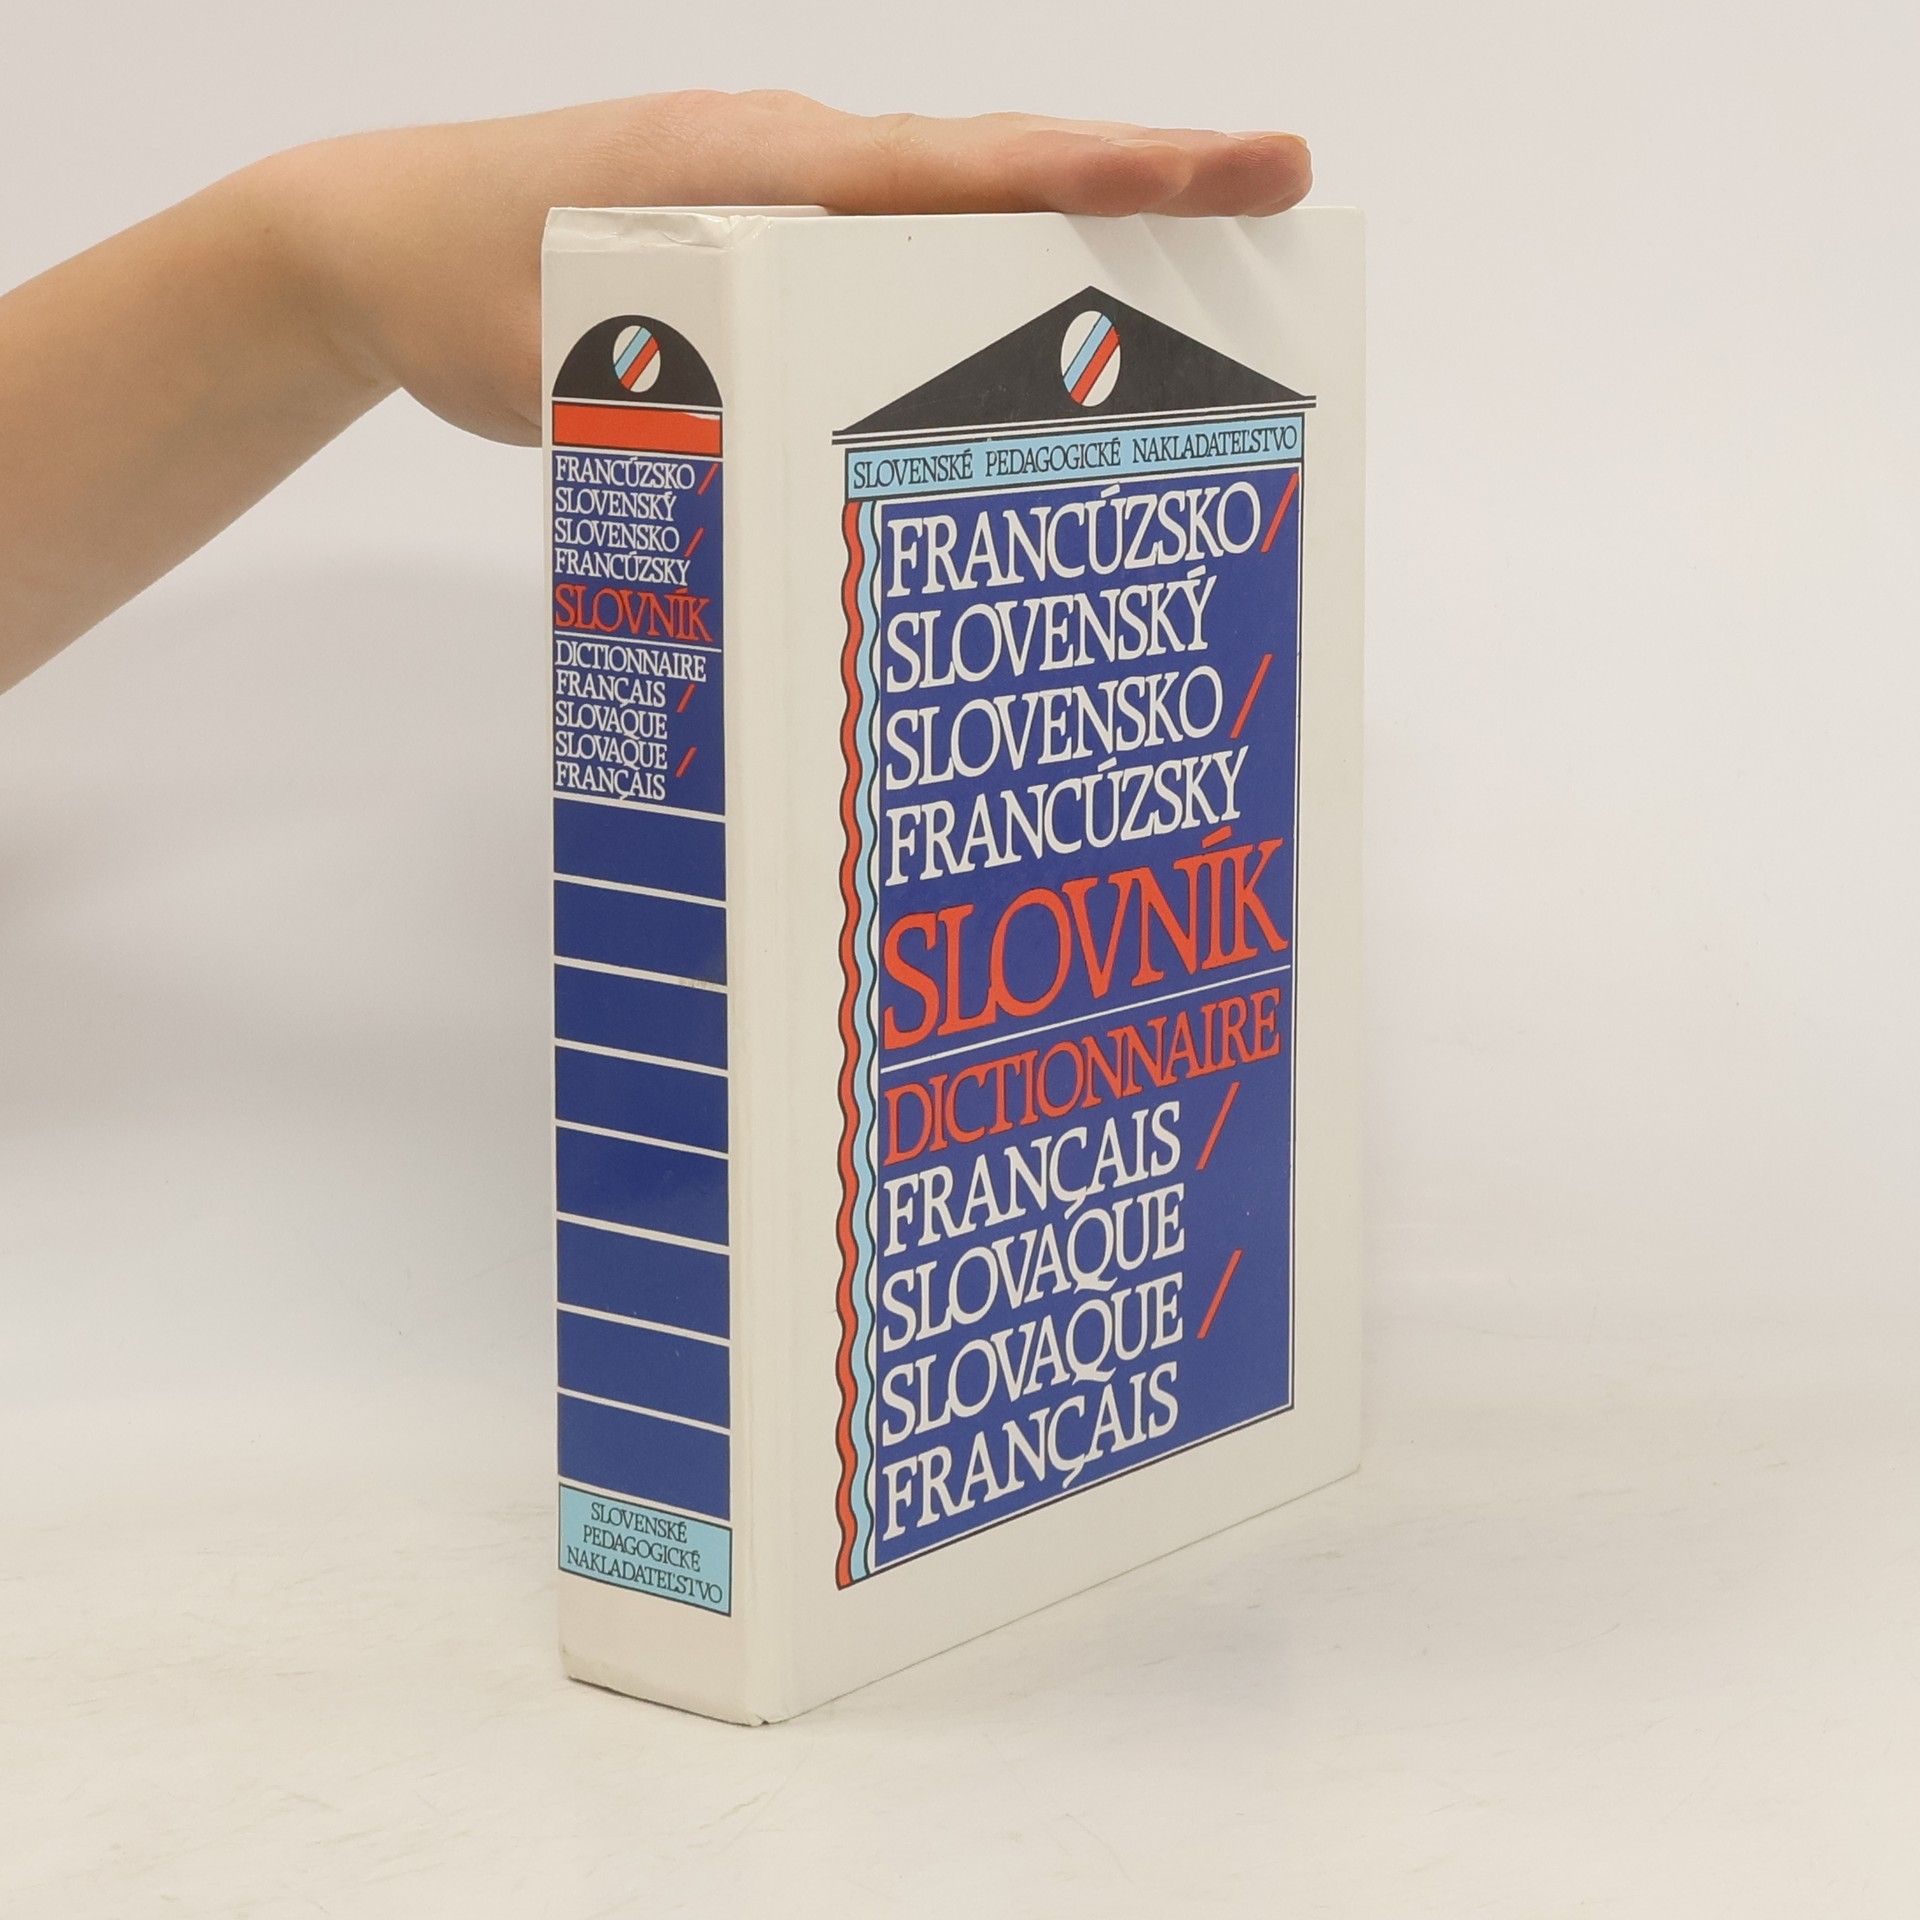 FRANCÚZSKO/
SLOVENSKÝ
SLOVENSKO/
FRANCÚZSKY
SLOVNÍK
DICTIONNAIRE
FRANÇAIS/
SLOVAQUE
SLOVAQUE/
FRANÇAIS
SLOVENSKÉ
PEDAGOGICKÉ
NAKLADATEĽSTVO
SLOVENSKÉ PEDAGOGICKÉ NAKLADATEĽSTVO
FRANCÚZSKO/
SLOVENSKÝ
SLOVENSKO/
FRANCÚZSKY
SLOVNÍK
DICTIONNAIRE
FRANÇAIS/
SLOVAQUE
SLOVAQUE/
FRANÇAIS